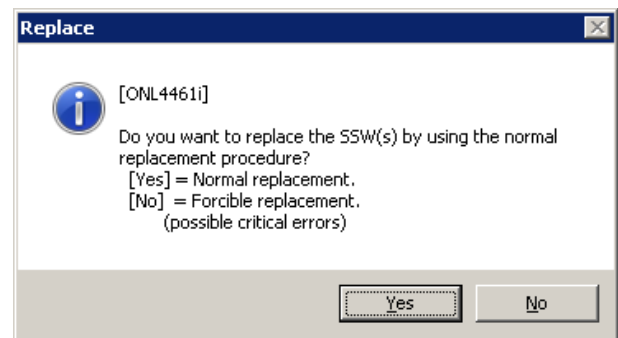 Replace
[ONL4461i]
Do you want to replace the SSW(s) by using the normal
replacement procedure?
[Yes] = Normal replacement.
[No] = Forcible replacement.
(possible critical errors)
Yes
No